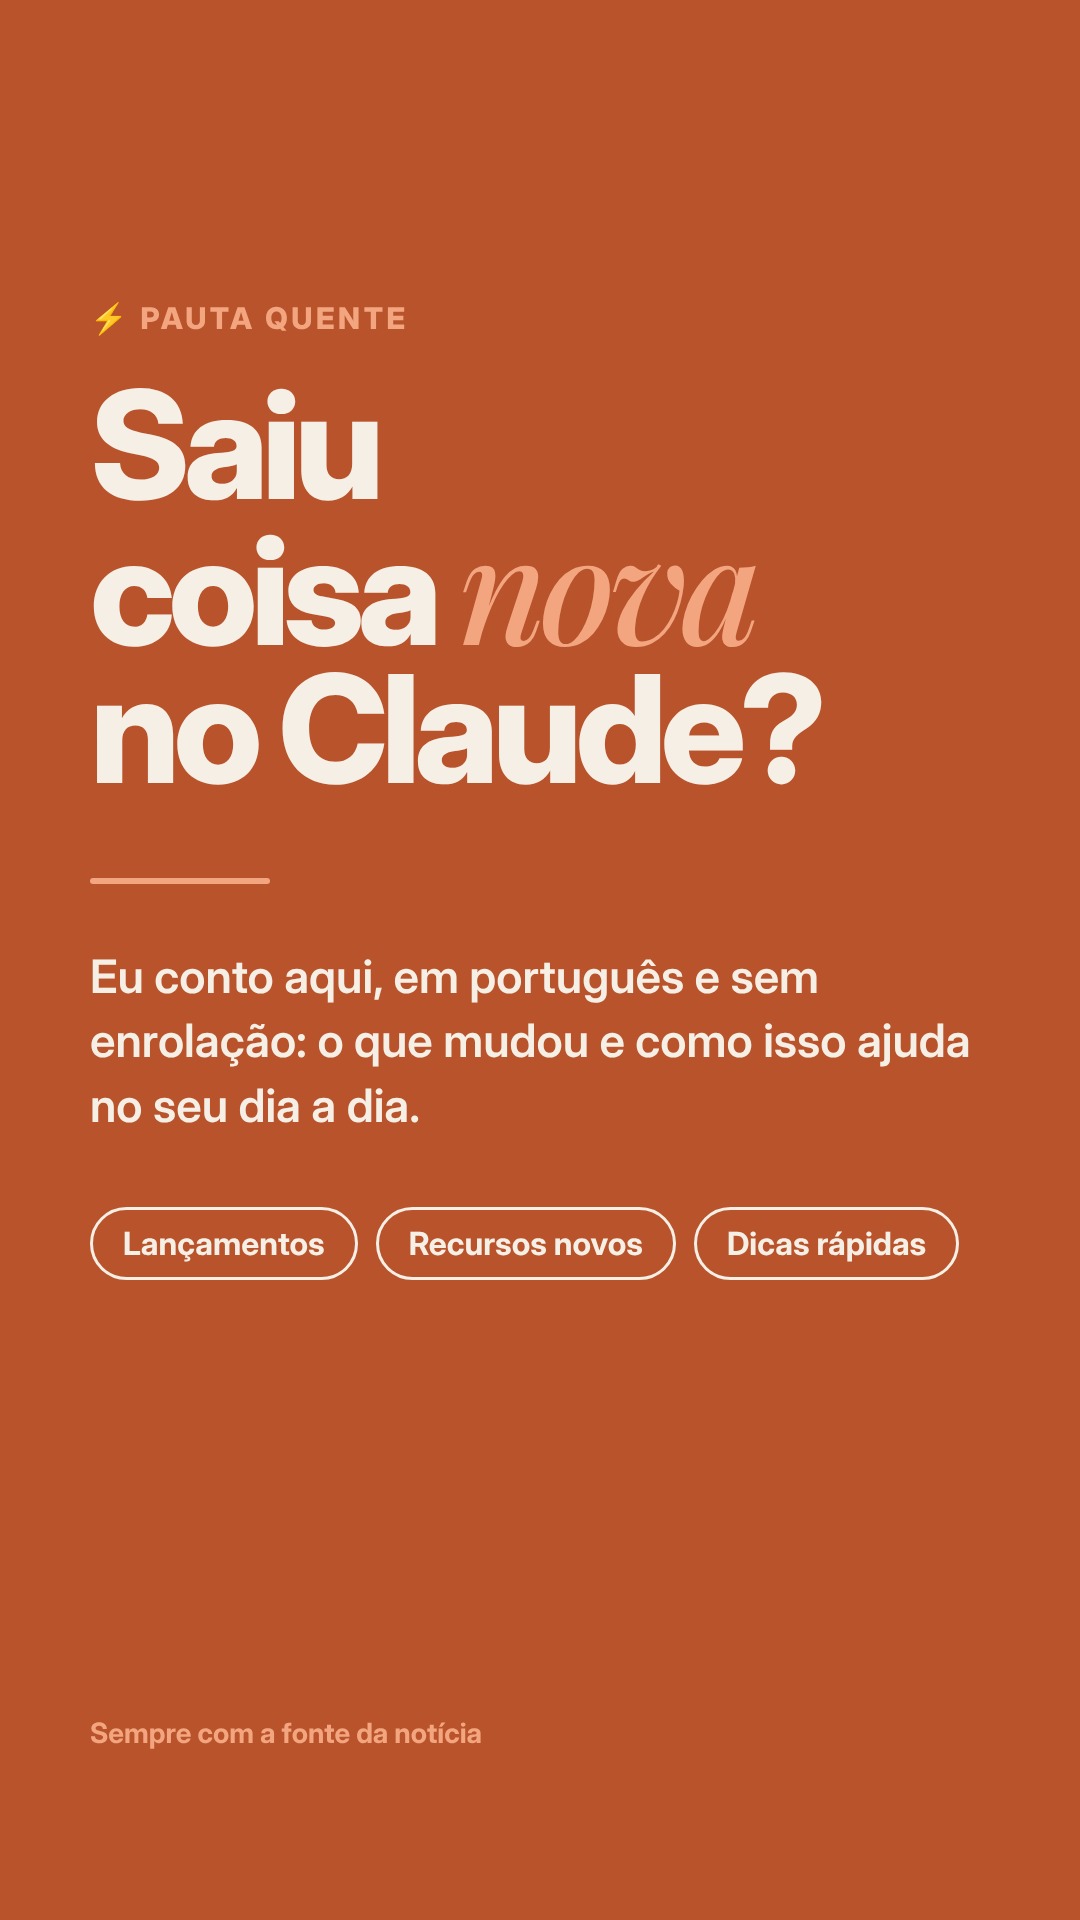 ⚡ PAUTA QUENTE
Saiu
coisa nova
no Claude?
Eu conto aqui, em português e sem
enrolação: o que mudou e como isso ajuda
no seu dia a dia.
Lançamentos Recursos novos Dicas rápidas
Sempre com a fonte da notícia